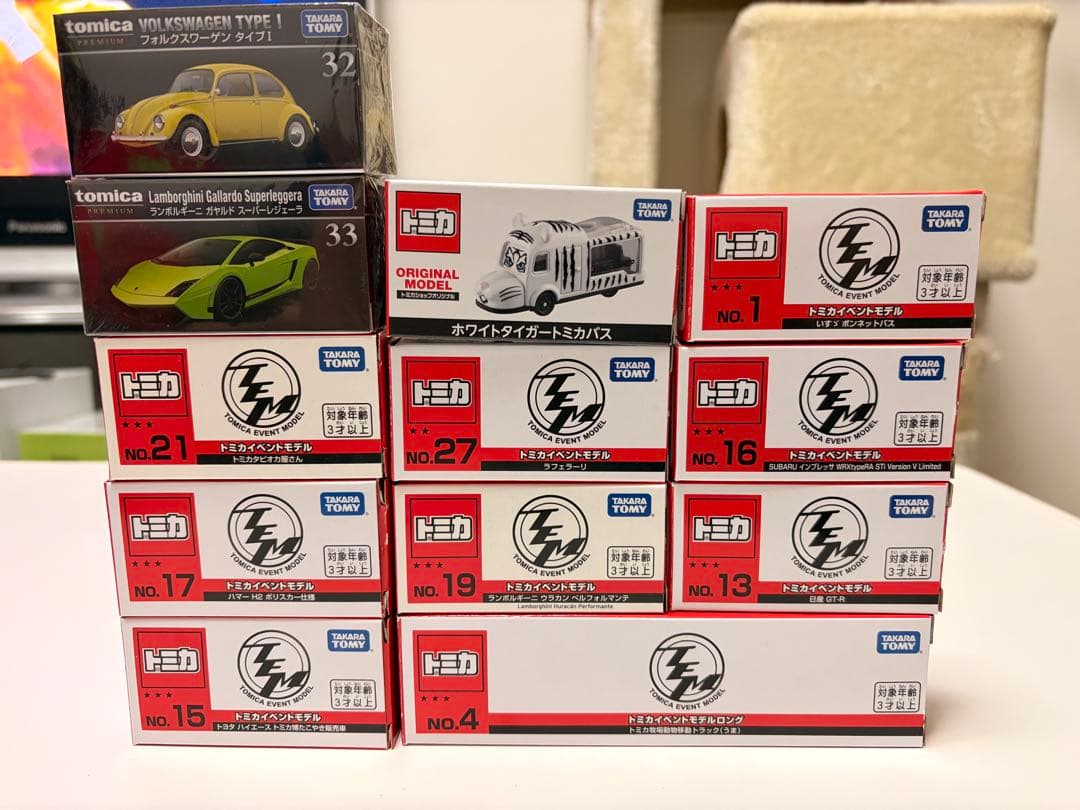 tomica VOLKSWAGEN TYPE I TAKARA TOMY
PREMIUM フォルクスワーゲン タイプI
32
tomica Lamborghini Gallardo Superleggera TAKARA TOMY
PREMIUM ランボルギーニ ガヤルド スーパーレジェーラ
33
Panasonic
トミカ TAKARA TOMY
ORIGINAL MODEL
トミカショップオリジナル
ホワイトタイガートミカバス
トミカ TEM TAKARA TOMY
TOMICA EVENT MODEL
対象年齢 3才以上
NO. 1 トミカイベントモデル
いすゞ ボンネットバス
トミカ TEM TAKARA TOMY
TOMICA EVENT MODEL
対象年齢 3才以上
NO. 21 トミカイベントモデル
トミカタピオカ屋さん
トミカ TEM TAKARA TOMY
TOMICA EVENT MODEL
NO. 27 トミカイベントモデル
ラフェラーリ
トミカ TEM TAKARA TOMY
TOMICA EVENT MODEL
対象年齢 3才以上
NO. 16 トミカイベントモデル
SUBARU インプレッサ WRXtypeRA STi Version V Limited
トミカ TEM TAKARA TOMY
TOMICA EVENT MODEL
対象年齢 3才以上
NO. 17 トミカイベントモデル
ハマー H2 ポリスカー仕様
トミカ TEM TAKARA TOMY
TOMICA EVENT MODEL
対象年齢 3才以上
NO. 19 トミカイベントモデル
ランボルギーニ ウラカン ペルフォルマンテ
Lamborghini Huracán Performante
トミカ TEM TAKARA TOMY
TOMICA EVENT MODEL
対象年齢 3才以上
NO. 13 トミカイベントモデル
日産 GT-R
トミカ TEM TAKARA TOMY
TOMICA EVENT MODEL
対象年齢 3才以上
NO. 15 トミカイベントモデル
トヨタ ハイエース トミカ博たこやき販売車
トミカ TEM TAKARA TOMY
TOMICA EVENT MODEL
対象年齢 3才以上
NO. 4 トミカイベントモデルロング
トミカ牧場動物移動トラック(うま)